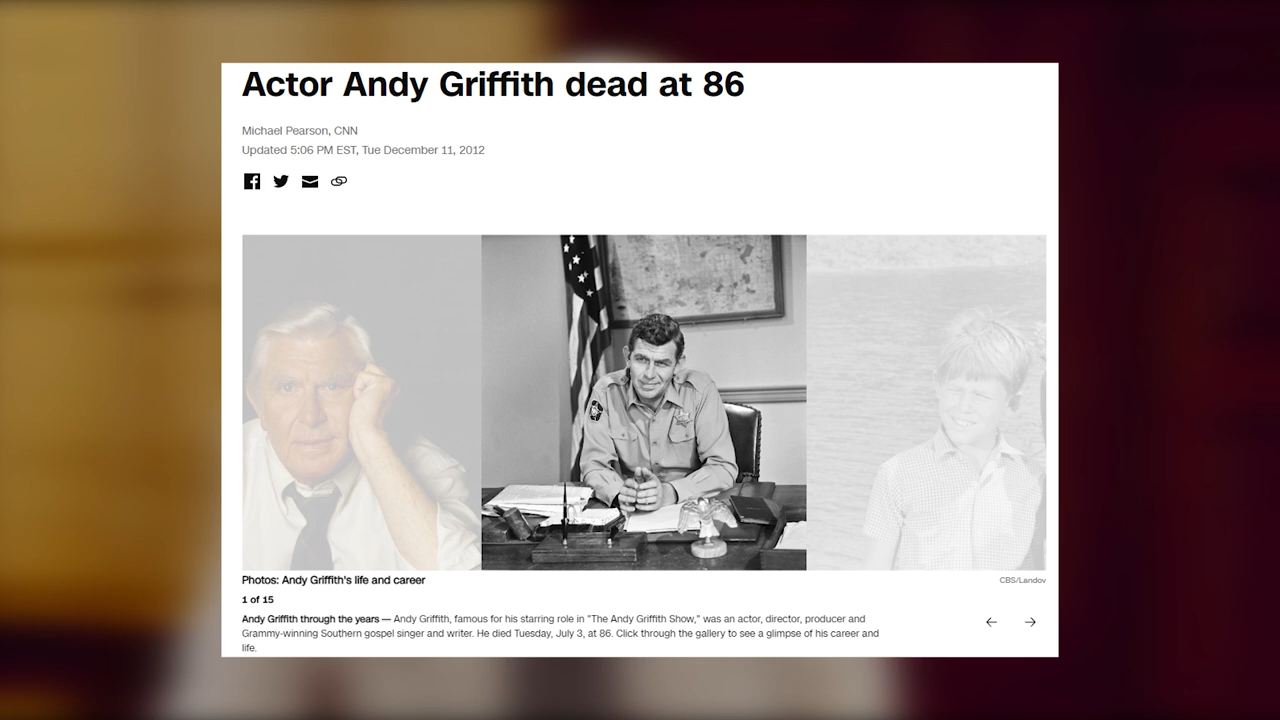 Actor Andy Griffith dead at 86
Michael Pearson, CNN
Updated 5:06 PM EST, Tue December 11, 2012
Photos: Andy Griffith's life and career
CBS/Landov
1 of 15
Andy Griffith through the years — Andy Griffith, famous for his starring role in "The Andy Griffith Show," was an actor, director, producer and
Grammy-winning Southern gospel singer and writer. He died Tuesday, July 3, at 86. Click through the gallery to see a glimpse of his career and
life.